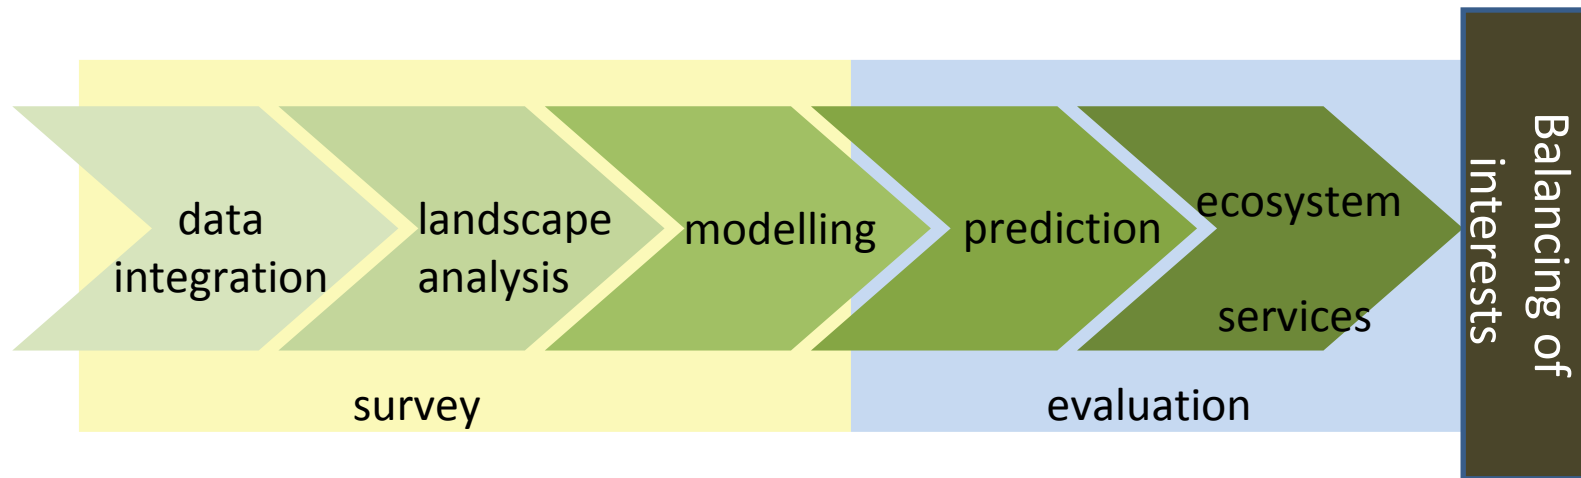 data
integration
landscape
analysis
modelling
prediction
ecosystem
services
survey
evaluation
Balancing of
interests